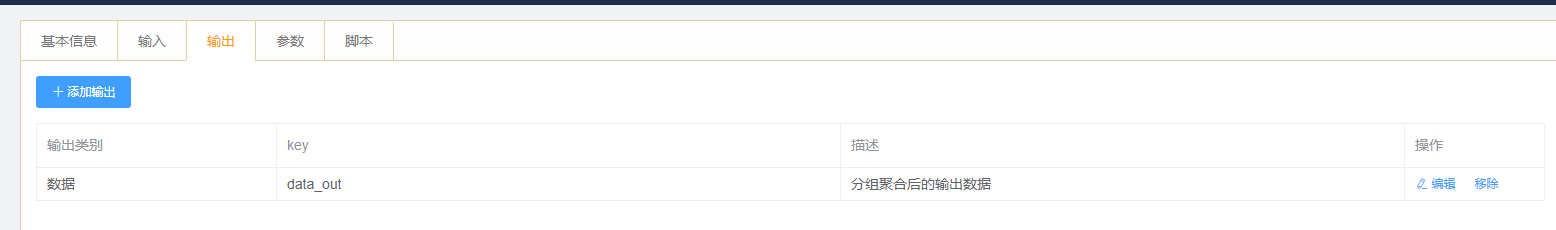 基本信息 输入 输出 参数 脚本
添加输出
输出类别 key 描述 操作
数据 data_out 分组聚合后的输出数据 编辑 移除